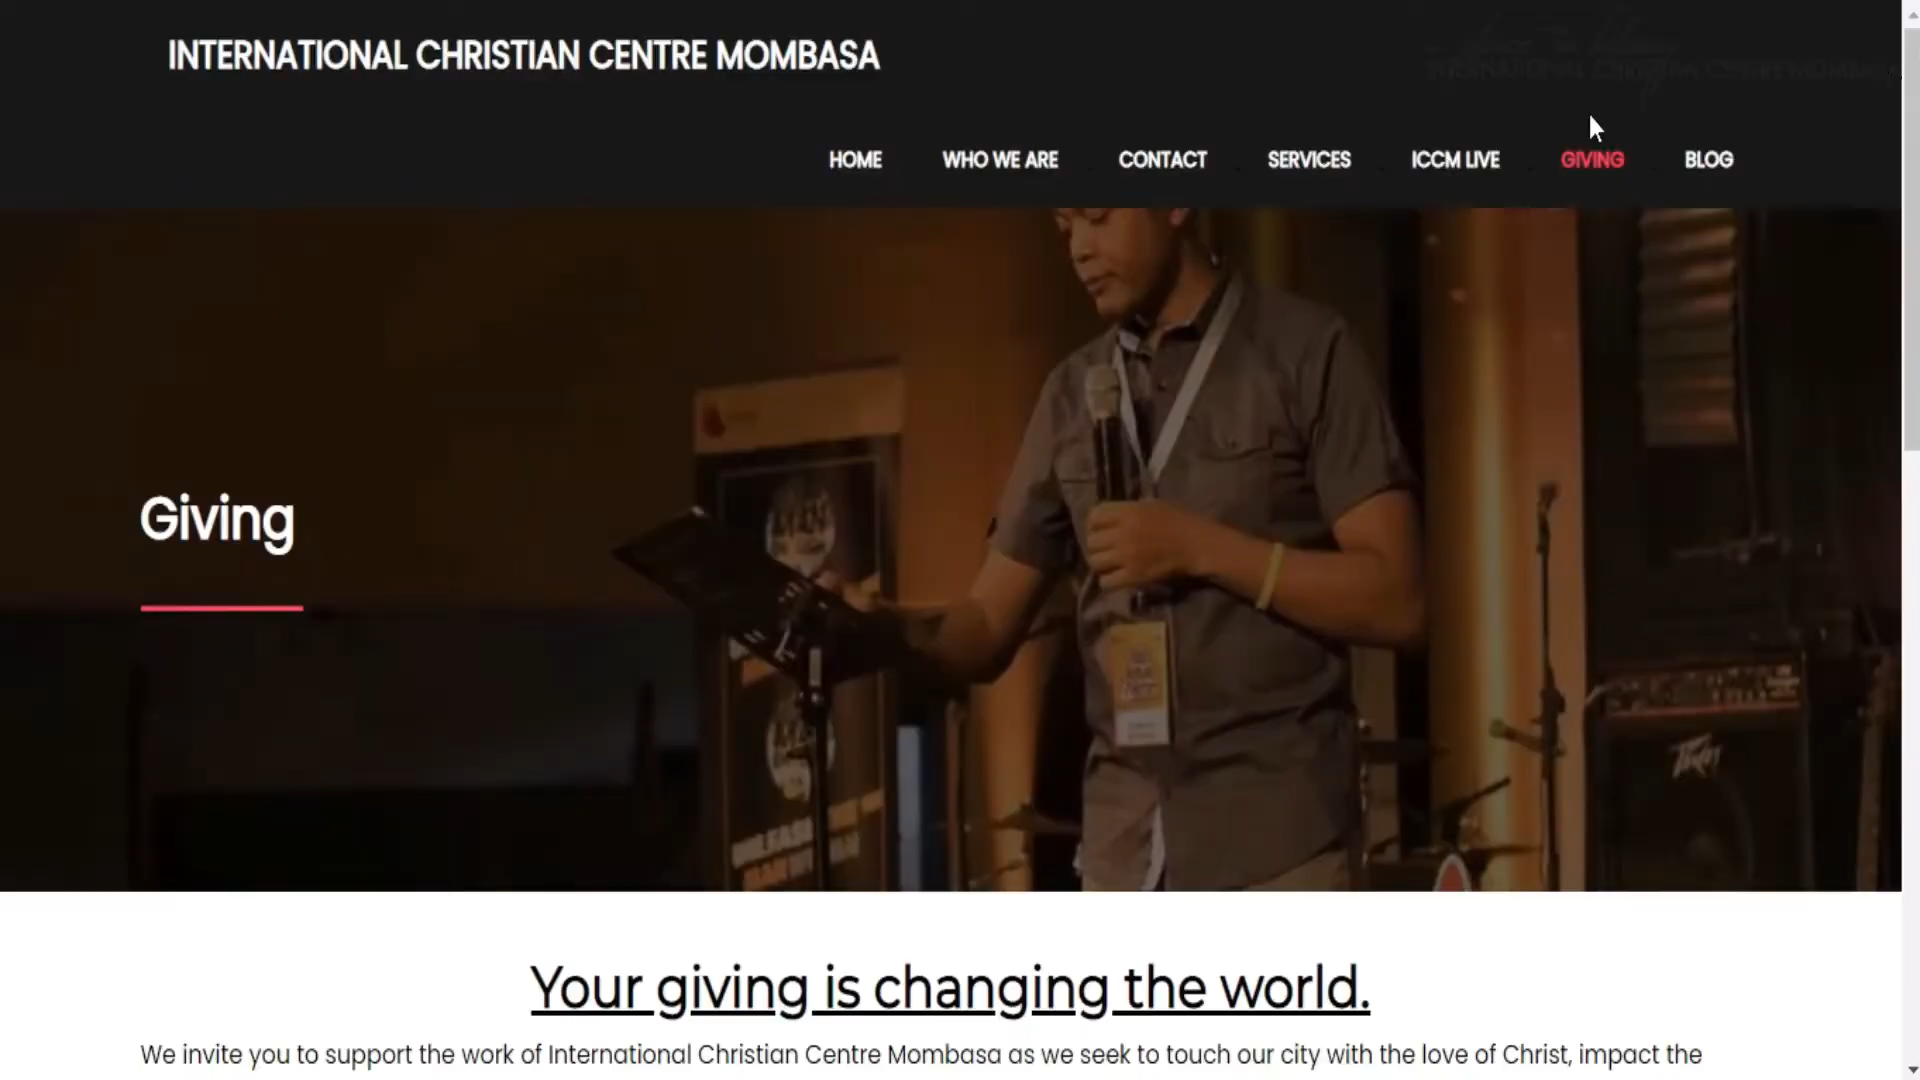 INTERNATIONAL CHRISTIAN CENTRE MOMBASA
HOME WHO WE ARE CONTACT SERVICES ICCM LIVE GIVING BLOG
Giving
Peavey
Your giving is changing the world.
We invite you to support the work of International Christian Centre Mombasa as we seek to touch our city with the love of Christ, impact the